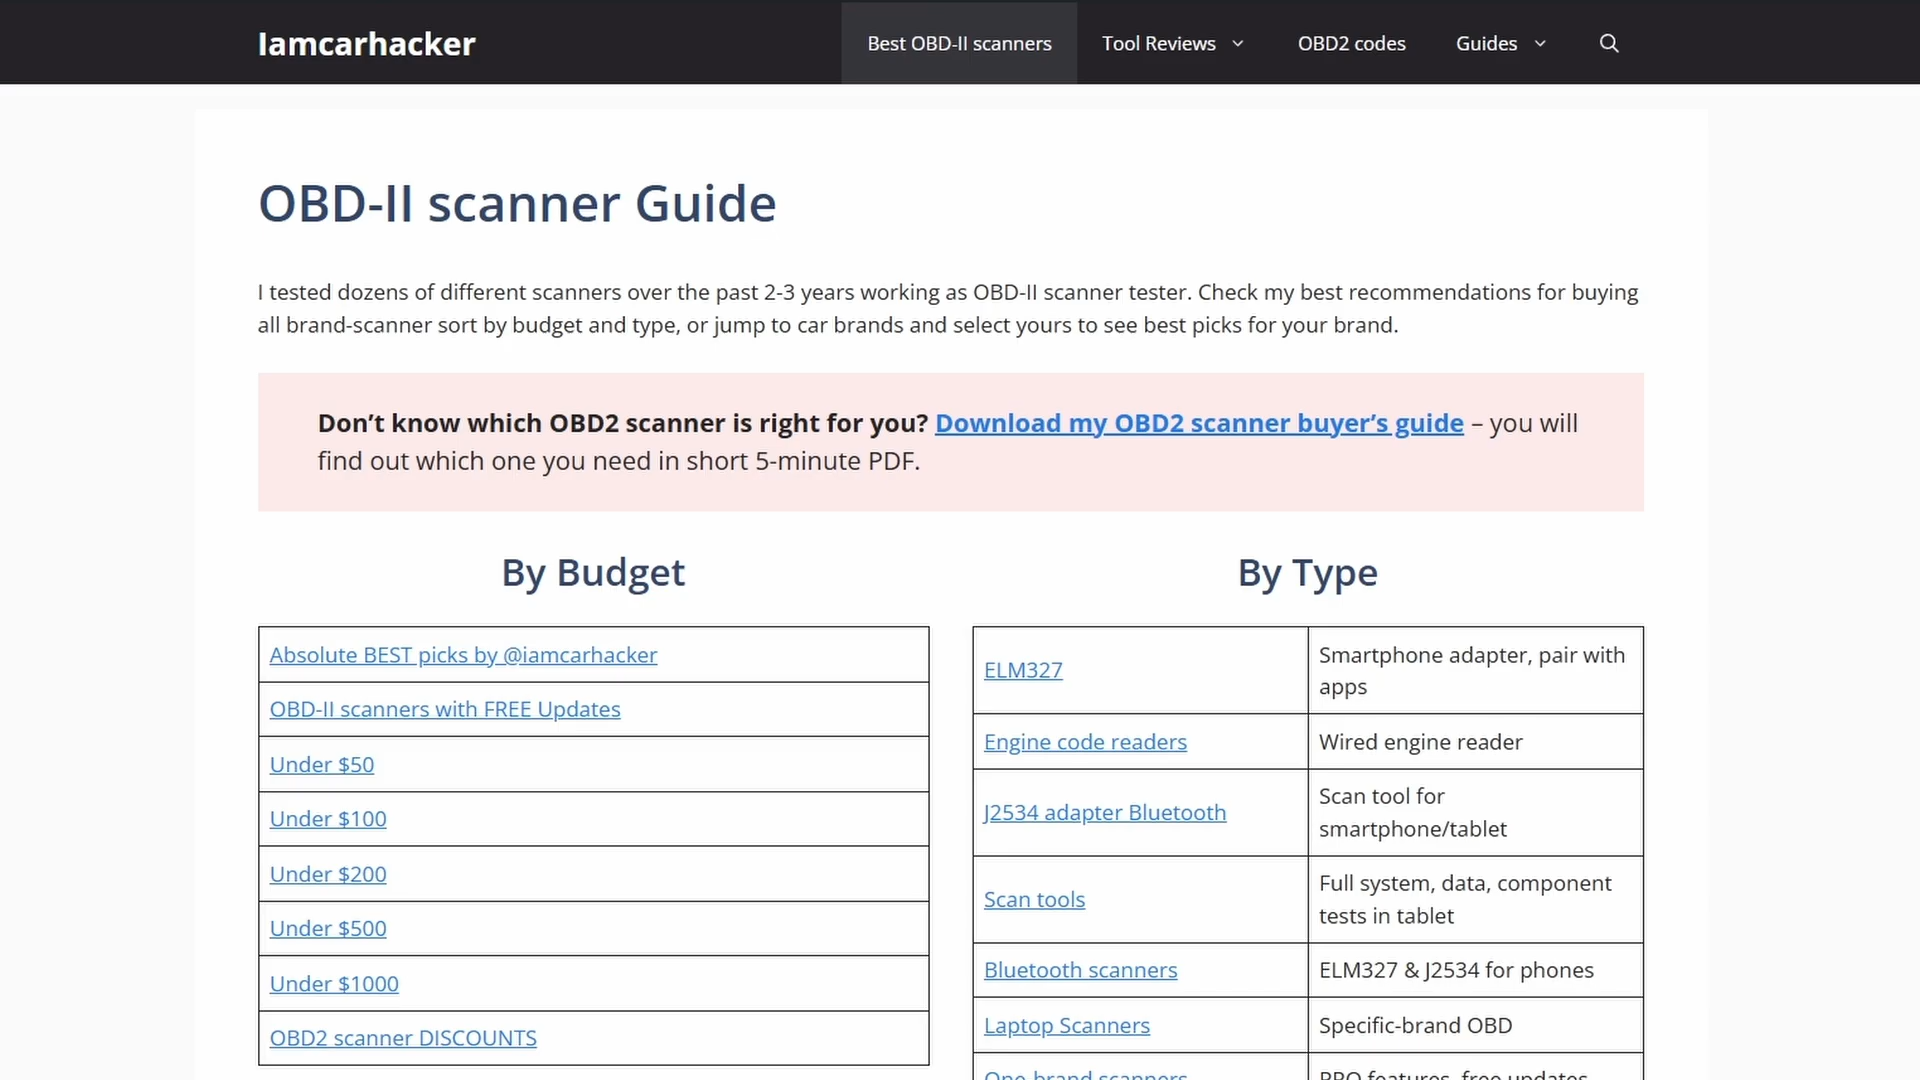 Iamcarhacker
Best OBD-II scanners
Tool Reviews
OBD2 codes
Guides
OBD-II scanner Guide
I tested dozens of different scanners over the past 2-3 years working as OBD-II scanner tester. Check my best recommendations for buying
all brand-scanner sort by budget and type, or jump to car brands and select yours to see best picks for your brand.
Don’t know which OBD2 scanner is right for you? Download my OBD2 scanner buyer’s guide – you will
find out which one you need in short 5-minute PDF.
By Budget
Absolute BEST picks by @iamcarhacker
OBD-II scanners with FREE Updates
Under $50
Under $100
Under $200
Under $500
Under $1000
OBD2 scanner DISCOUNTS
By Type
ELM327
Smartphone adapter, pair with
apps
Engine code readers
Wired engine reader
J2534 adapter Bluetooth
Scan tool for
smartphone/tablet
Scan tools
Full system, data, component
tests in tablet
Bluetooth scanners
ELM327 & J2534 for phones
Laptop Scanners
Specific-brand OBD
One-brand scanners
PRO features, free updates